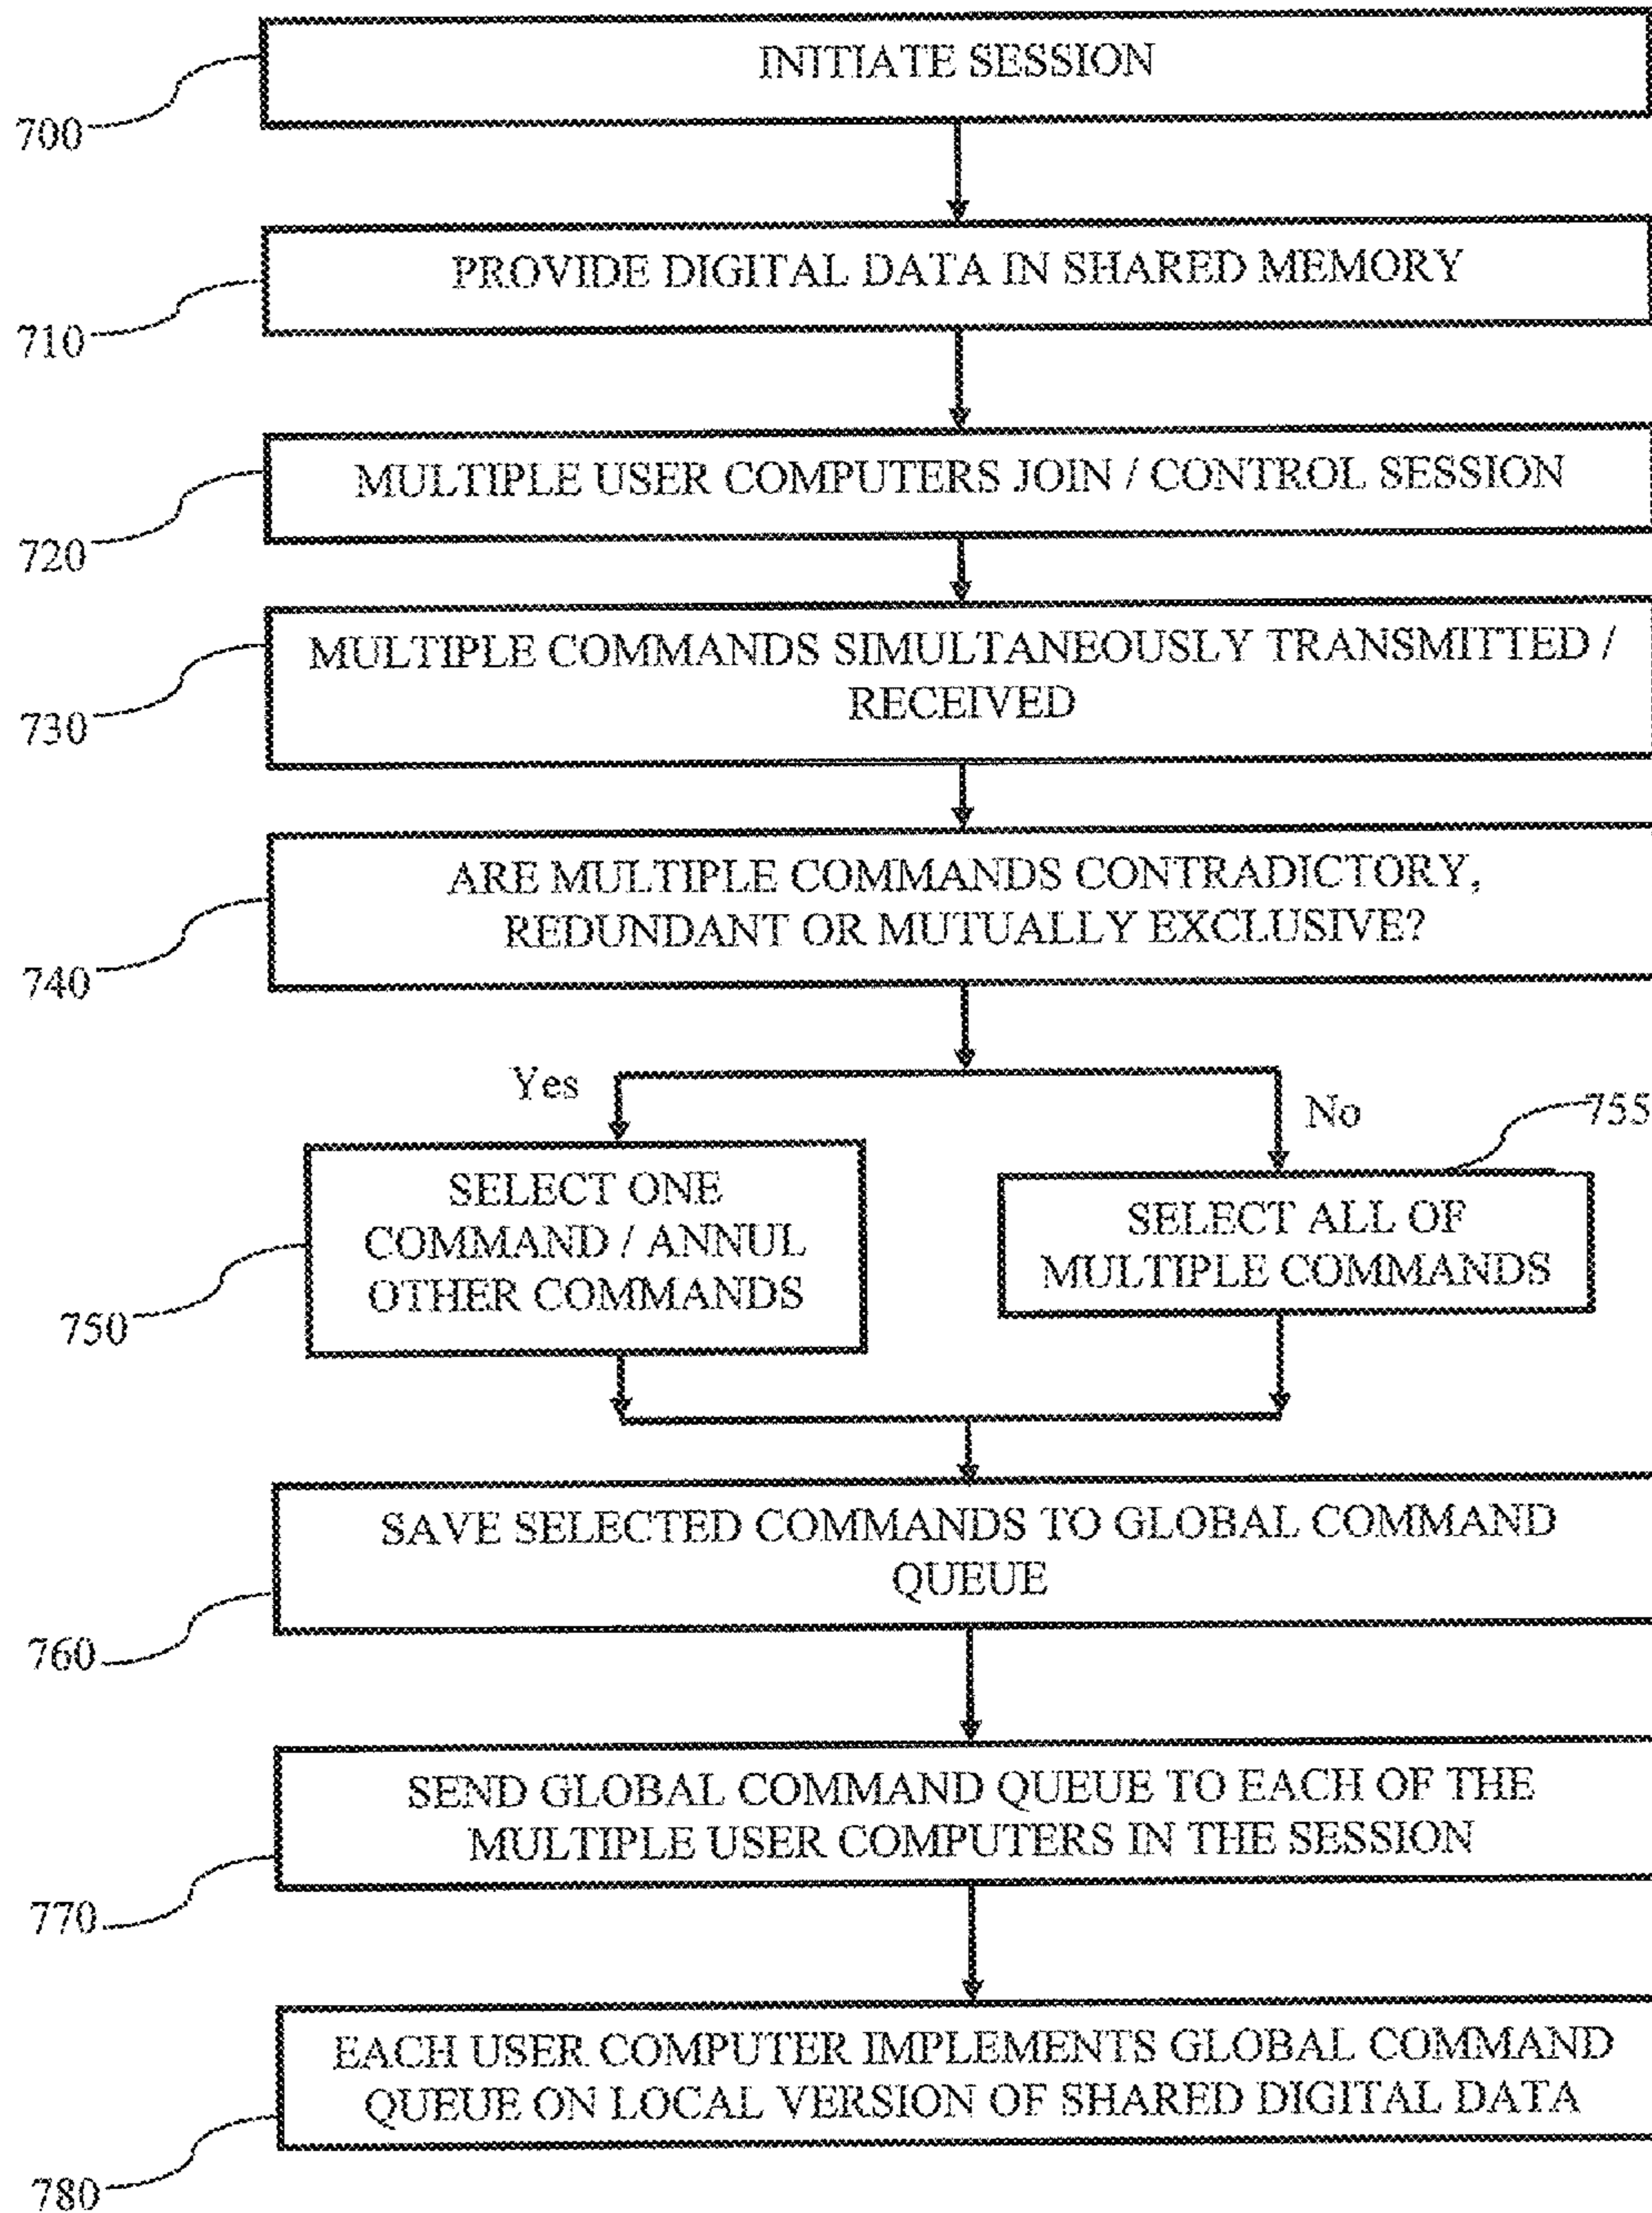 INITIATE SESSION
700
PROVIDE DIGITAL DATA IN SHARED MEMORY
710
MULTIPLE USER COMPUTERS JOIN / CONTROL SESSION
720
MULTIPLE COMMANDS SIMULTANEOUSLY TRANSMITTED /
RECEIVED
730
ARE MULTIPLE COMMANDS CONTRADICTORY,
REDUNDANT OR MUTUALLY EXCLUSIVE?
740
Yes
No
755
SELECT ONE
COMMAND / ANNUL
OTHER COMMANDS
750
SELECT ALL OF
MULTIPLE COMMANDS
SAVE SELECTED COMMANDS TO GLOBAL COMMAND
QUEUE
760
SEND GLOBAL COMMAND QUEUE TO EACH OF THE
MULTIPLE USER COMPUTERS IN THE SESSION
770
EACH USER COMPUTER IMPLEMENTS GLOBAL COMMAND
QUEUE ON LOCAL VERSION OF SHARED DIGITAL DATA
780